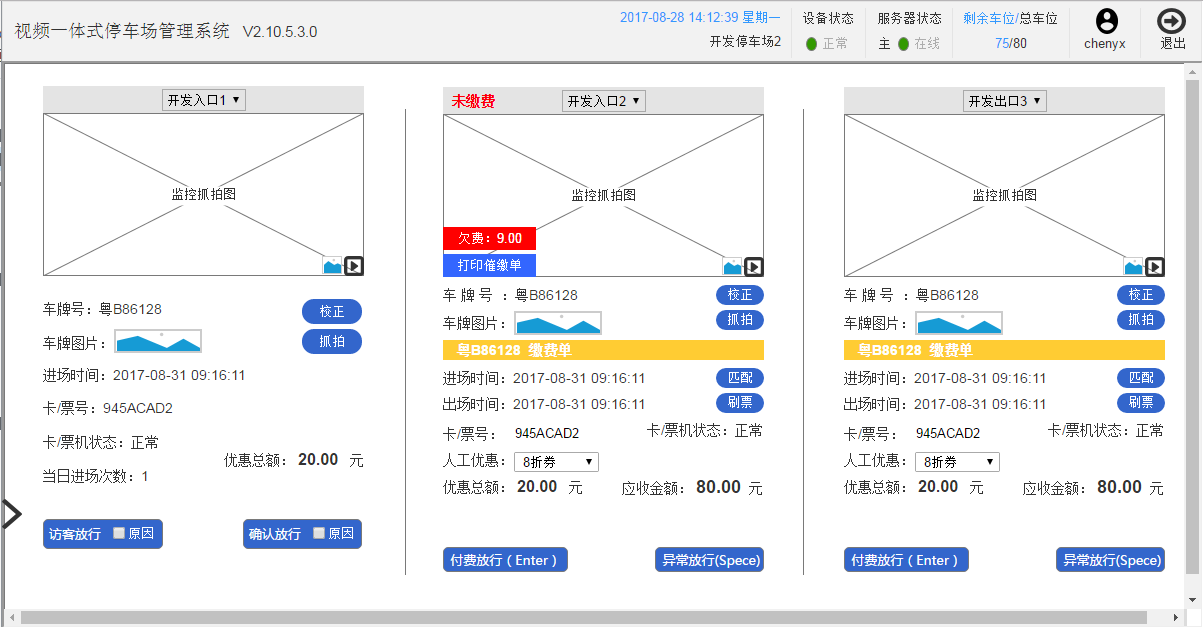 视频一体式停车场管理系统 V2.10.5.3.0
2017-08-28 14:12:39 星期一
开发停车场2
设备状态
正常
服务器状态
主 在线
剩余车位/总车位
75/80
chenyx
退出
开发入口1
监控抓拍图
车牌号：粤B86128
校正
车牌图片：
抓拍
进场时间：2017-08-31 09:16:11
卡/票号：945ACAD2
卡/票机状态：正常
优惠总额： 20.00 元
当日进场次数：1
访客放行 原因
确认放行 原因
未缴费
开发入口2
监控抓拍图
欠费：9.00
打印催缴单
车 牌 号 ：粤B86128
校正
车牌图片：
抓拍
粤B86128 缴费单
进场时间：2017-08-31 09:16:11
匹配
出场时间：2017-08-31 09:16:11
刷票
卡/票号： 945ACAD2
卡/票机状态：正常
人工优惠： 8折券
优惠总额： 20.00 元
应收金额： 80.00 元
付费放行（Enter）
异常放行(Spece)
开发出口3
监控抓拍图
车 牌 号 ：粤B86128
校正
车牌图片：
抓拍
粤B86128 缴费单
进场时间：2017-08-31 09:16:11
匹配
出场时间：2017-08-31 09:16:11
刷票
卡/票号： 945ACAD2
卡/票机状态：正常
人工优惠： 8折券
优惠总额： 20.00 元
应收金额： 80.00 元
付费放行（Enter）
异常放行(Spece)